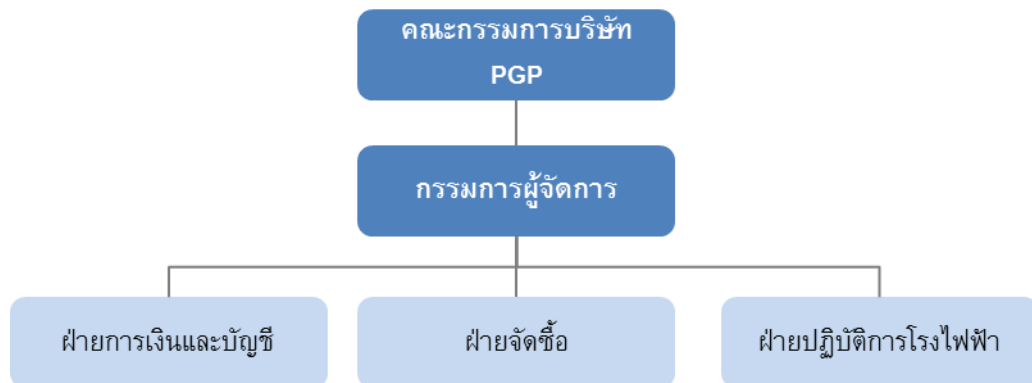 คณะกรรมการบริษัท
PGP
กรรมการผู้จัดการ
ฝ่ายการเงินและบัญชี
ฝ่ายจัดซื้อ
ฝ่ายปฏิบัติการโรงไฟฟ้า